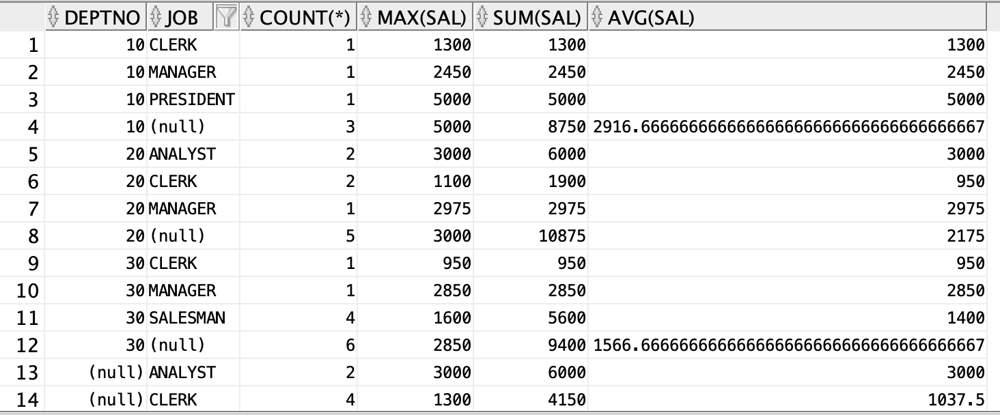 DEPTNO JOB COUNT(*) MAX(SAL) SUM(SAL) AVG(SAL)
1 10 CLERK 1 1300 1300 1300
2 10 MANAGER 1 2450 2450 2450
3 10 PRESIDENT 1 5000 5000 5000
4 10 (null) 3 5000 8750 2916.666666666666666666666666666666666667
5 20 ANALYST 2 3000 6000 3000
6 20 CLERK 2 1100 1900 950
7 20 MANAGER 1 2975 2975 2975
8 20 (null) 5 3000 10875 2175
9 30 CLERK 1 950 950 950
10 30 MANAGER 1 2850 2850 2850
11 30 SALESMAN 4 1600 5600 1400
12 30 (null) 6 2850 9400 1566.666666666666666666666666666666666667
13 (null) ANALYST 2 3000 6000 3000
14 (null) CLERK 4 1300 4150 1037.5